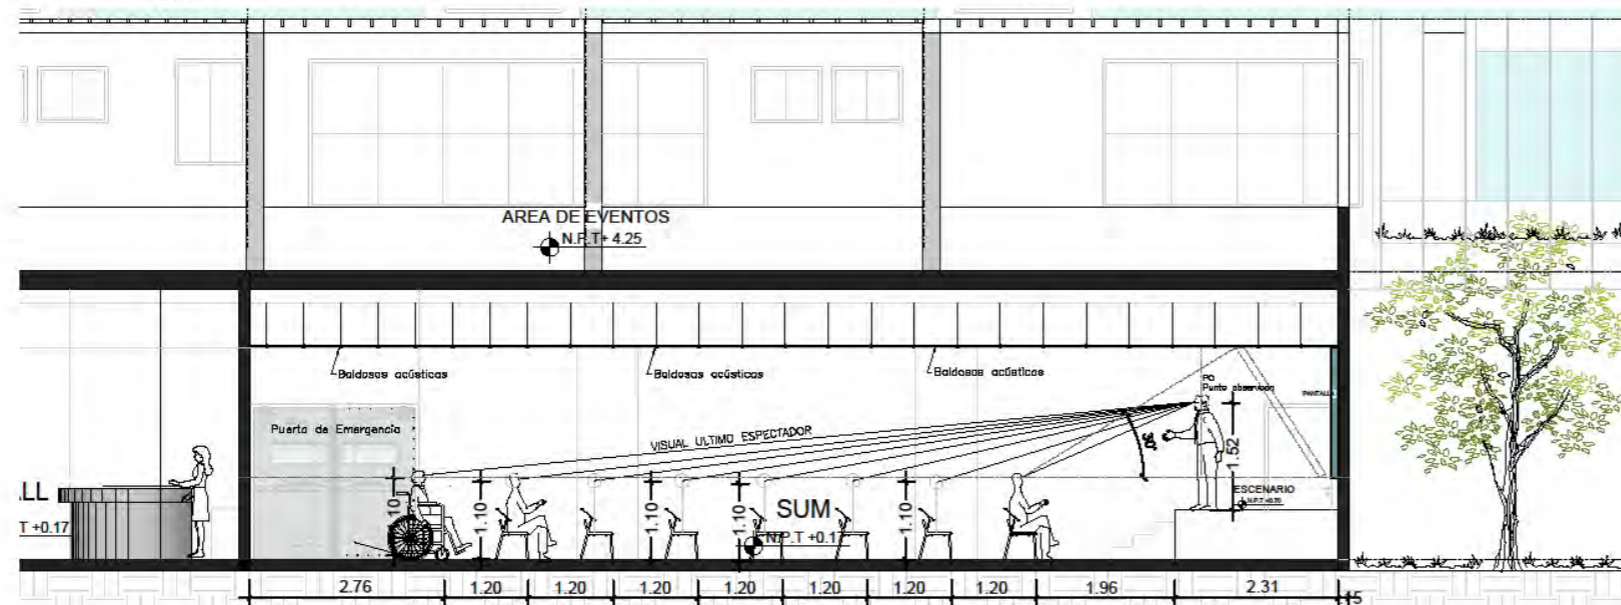 AREA DE EVENTOS
N.P.T+ 4.25
Baldosas acústicas
Baldosas acústicas
Baldosas acústicas
PO
Punto observador
PANTALLA
Puerta de Emergencia
VISUAL ULTIMO ESPECTADOR
1.52
LL
T +0.17
1.10
1.10
1.10
1.10
1.10
SUM
N.P.T +0.17
ESCENARIO
2.76
1.20
1.20
1.20
1.20
1.20
1.20
1.20
1.96
2.31